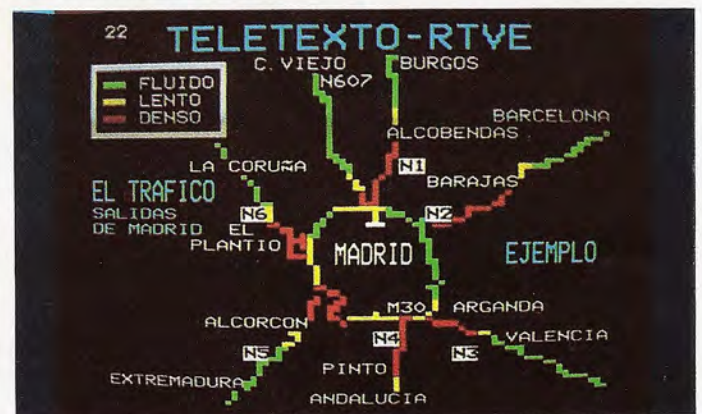 22
TELETEXTO-RTVE
C. VIEJO
BURGOS
N607
FLUIDO
LENTO
DENSO
BARCELONA
ALCOBENDAS
LA CORUÑA
N1
BARAJAS
EL TRAFICO
SALIDAS
DE MADRID
N6
EL
PLANTIO
N2
MADRID
EJEMPLO
M30
ARGANDA
ALCORCON
VALENCIA
N5
N4
N3
PINTO
EXTREMADURA
ANDALUCIA